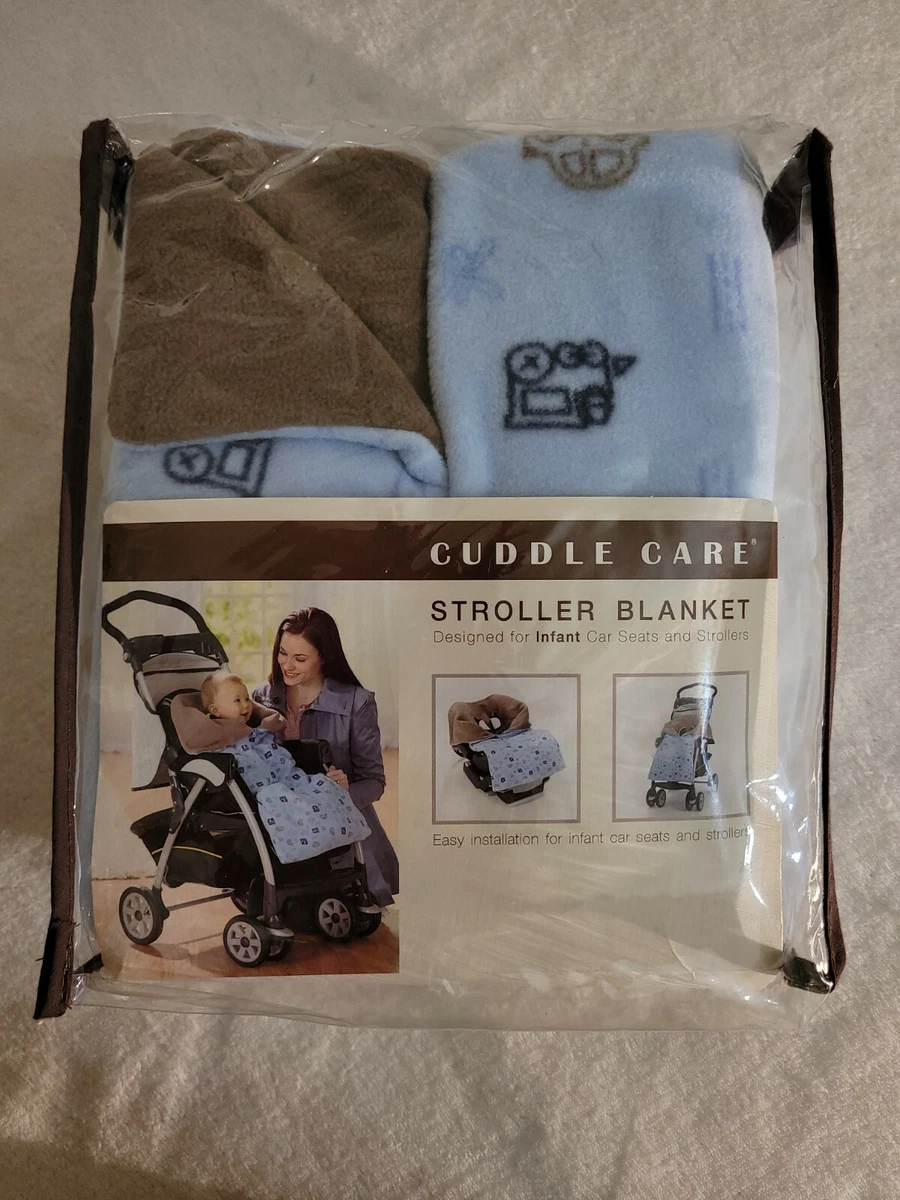 CUDDLE CARE®
STROLLER BLANKET
Designed for Infant Car Seats and Strollers
Easy installation for infant car seats and strollers